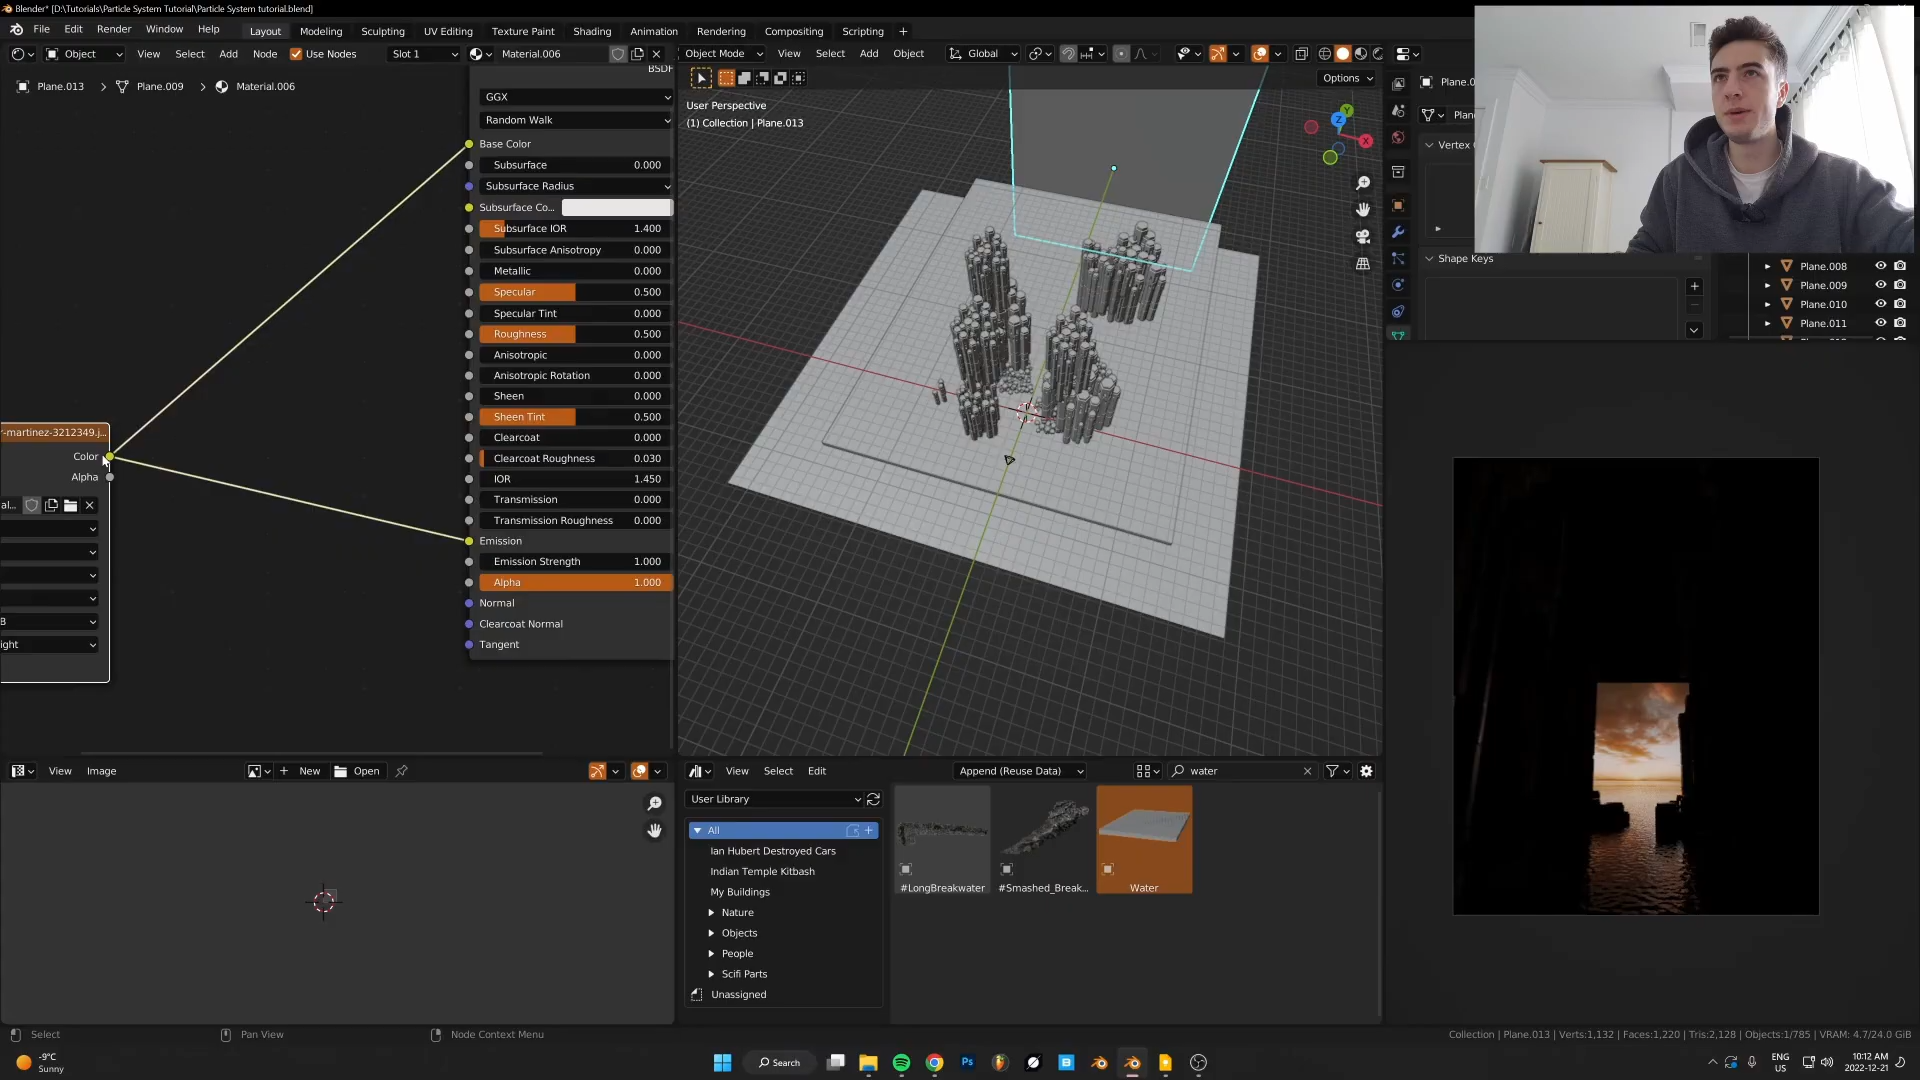 Blender* [D:\Tutorials\Particle System Tutorial\Particle System tutorial.blend]
File Edit Render Window Help Layout Modeling Sculpting UV Editing Texture Paint Shading Animation Rendering Compositing Scripting +
Object View Select Add Node Use Nodes Slot 1 Material.006
Object Mode View Select Add Object Global
Options
Plane.013 > Plane.009 > Material.006
BSDF
GGX
Random Walk
Base Color
Subsurface 0.000
Subsurface Radius
Subsurface Co...
Subsurface IOR 1.400
Subsurface Anisotropy 0.000
Metallic 0.000
Specular 0.500
Specular Tint 0.000
Roughness 0.500
Anisotropic 0.000
Anisotropic Rotation 0.000
Sheen 0.000
Sheen Tint 0.500
Clearcoat 0.000
Clearcoat Roughness 0.030
IOR 1.450
Transmission 0.000
Transmission Roughness 0.000
Emission
Emission Strength 1.000
Alpha 1.000
Normal
Clearcoat Normal
Tangent
r-martinez-3212349.j...
Color
Alpha
al...
B
ight
User Perspective
(1) Collection | Plane.013
Y
Z
X
Plane.0
Plan
Vertex
Shape Keys
Plane.008
Plane.009
Plane.010
Plane.011
View Image New Open
View Select Edit Append (Reuse Data) water
User Library
All
Ian Hubert Destroyed Cars
Indian Temple Kitbash
My Buildings
Nature
Objects
People
Scifi Parts
Unassigned
#LongBreakwater #Smashed_Break... Water
Select Pan View Node Context Menu
Collection | Plane.013 | Verts:1,132 | Faces:1,220 | Tris:2,128 | Objects:1/785 | VRAM: 4.7/24.0 GiB
-9°C
Sunny
Search
Ps
ENG
US
10:12 AM
2022-12-21